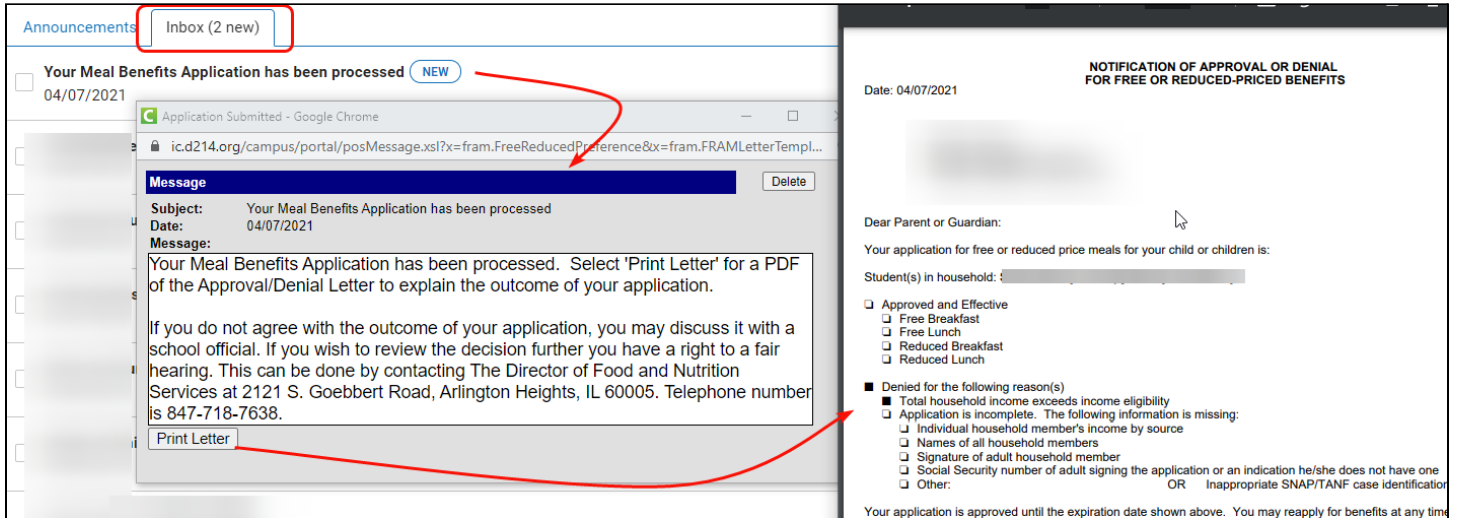 Announcements
Inbox (2 new)
Your Meal Benefits Application has been processed NEW
04/07/2021
Application Submitted - Google Chrome
ic.d214.org/campus/portal/posMessage.xsl?x=fram.FreeReducedPreference&x=fram.FRAMLetterTempl...
Message
Delete
Subject: Your Meal Benefits Application has been processed
Date: 04/07/2021
Message:
Your Meal Benefits Application has been processed. Select 'Print Letter' for a PDF
of the Approval/Denial Letter to explain the outcome of your application.
If you do not agree with the outcome of your application, you may discuss it with a
school official. If you wish to review the decision further you have a right to a fair
hearing. This can be done by contacting The Director of Food and Nutrition
Services at 2121 S. Goebbert Road, Arlington Heights, IL 60005. Telephone number
is 847-718-7638.
Print Letter
NOTIFICATION OF APPROVAL OR DENIAL
FOR FREE OR REDUCED-PRICED BENEFITS
Date: 04/07/2021
Dear Parent or Guardian:
Your application for free or reduced price meals for your child or children is:
Student(s) in household:
Approved and Effective
Free Breakfast
Free Lunch
Reduced Breakfast
Reduced Lunch
Denied for the following reason(s)
Total household income exceeds income eligibility
Application is incomplete. The following information is missing:
Individual household member's income by source
Names of all household members
Signature of adult household member
Social Security number of adult signing the application or an indication he/she does not have one
Other: OR Inappropriate SNAP/TANF case identification
Your application is approved until the expiration date shown above. You may reapply for benefits at any time